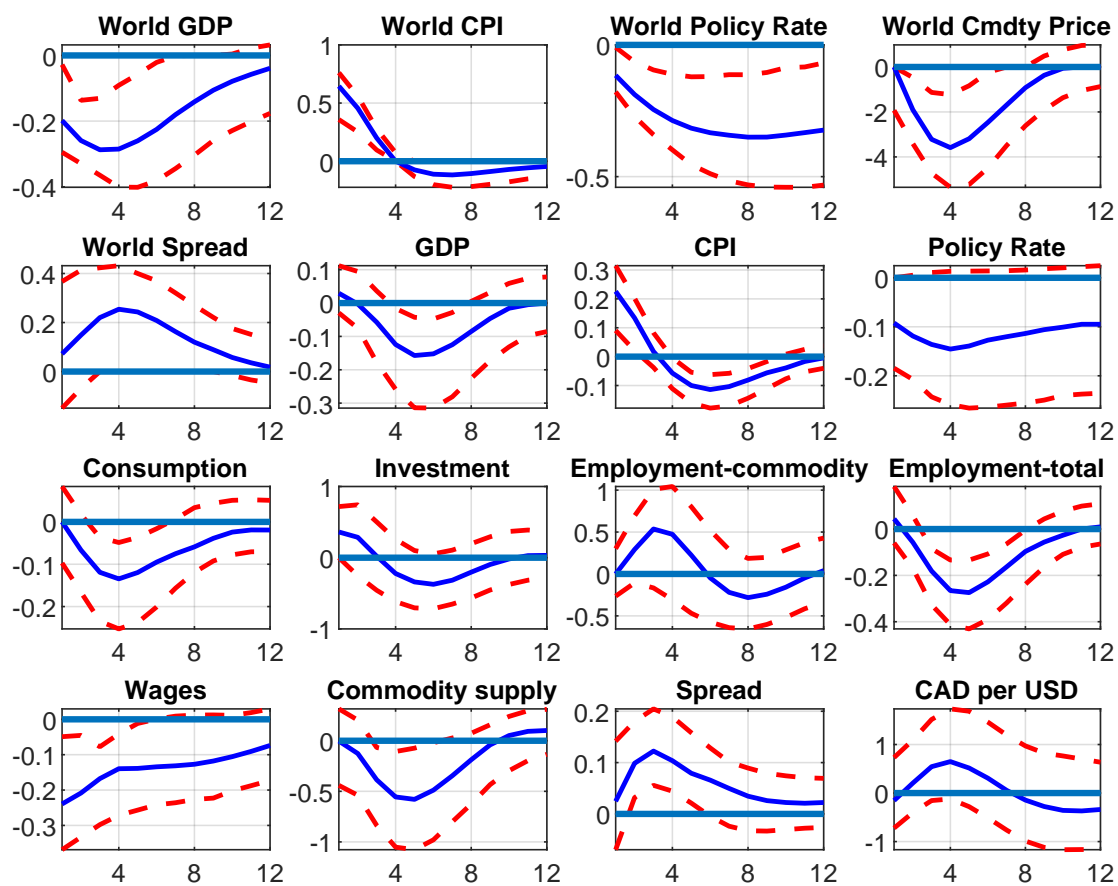 World GDP World CPI World Policy Rate World Cmdty Price
0 1 0 0
0.5 -2
-0.2 -4
0
-0.4 -0.5
4 8 12 4 8 12 4 8 12 4 8 12
World Spread GDP CPI Policy Rate
0.4 0.1 0.3 0
0 0.2
0.2 -0.1 0.1 -0.1
-0.2 0 -0.2
0 -0.3 -0.1
4 8 12 4 8 12 4 8 12 4 8 12
Consumption Investment Employment-commodity Employment-total
0 1 1 0
0.5
-0.1 0 0 -0.2
-0.2 -0.5
-1 -0.4
4 8 12 4 8 12 4 8 12 4 8 12
Wages Commodity supply Spread CAD per USD
0 0 0.2 1
-0.1 0.1
-0.2 -0.5 0
-0.3 -1 0 -1
4 8 12 4 8 12 4 8 12 4 8 12